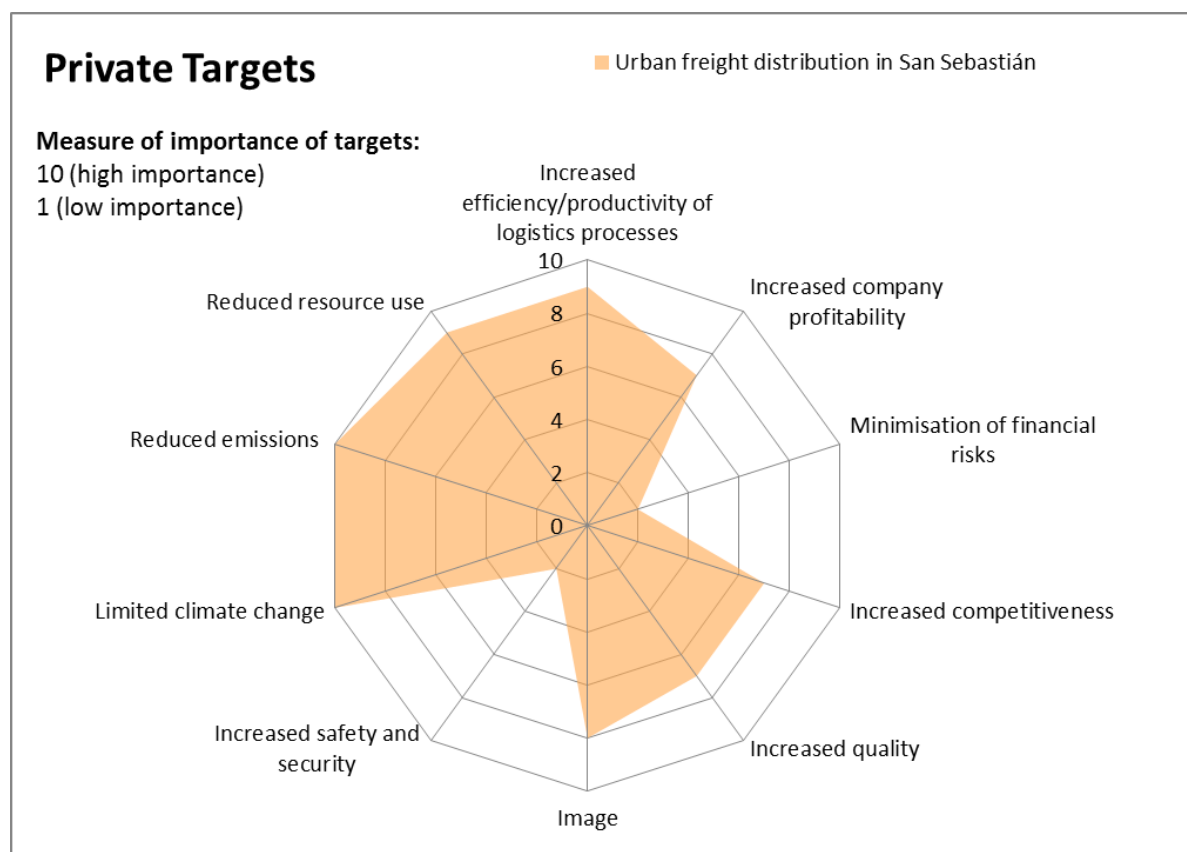 Private Targets
Urban freight distribution in San Sebastián
Measure of importance of targets:
10 (high importance)
1 (low importance)
Increased
efficiency/productivity of
logistics processes
Increased company
profitability
Minimisation of financial
risks
Increased competitiveness
Increased quality
Image
Increased safety and
security
Limited climate change
Reduced emissions
Reduced resource use
10
8
6
4
2
0